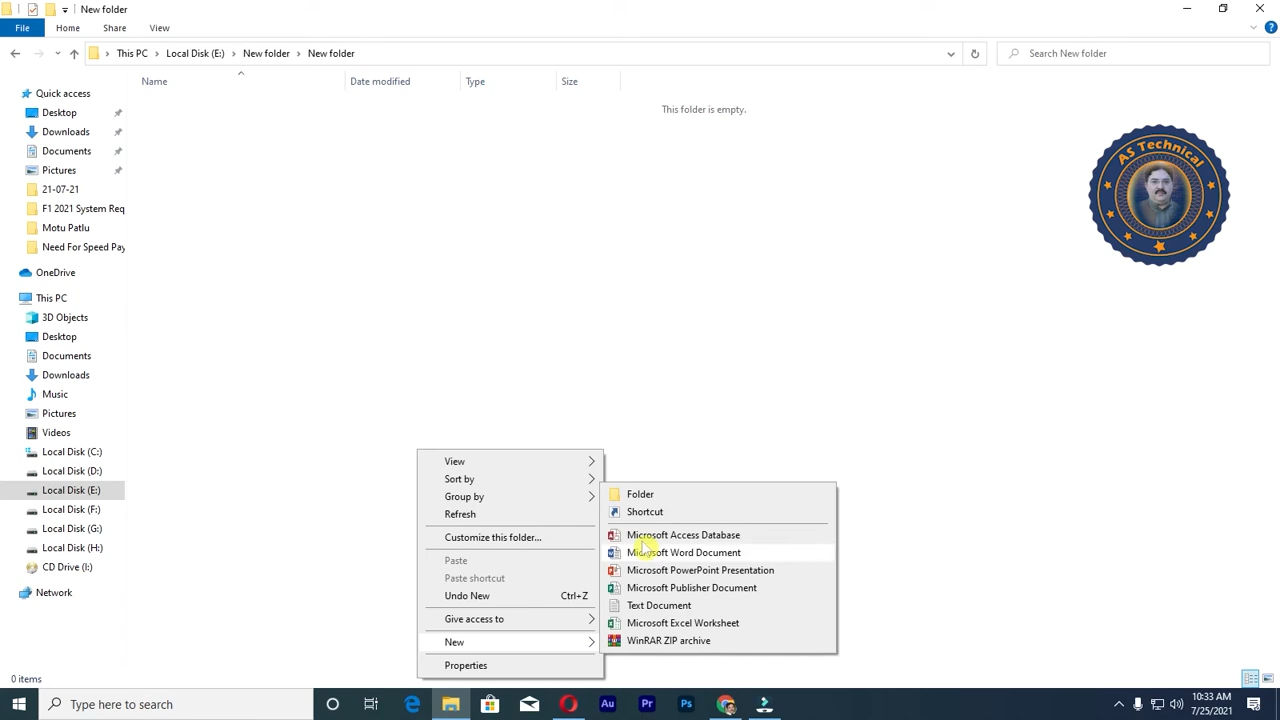 New folder
File
Home
Share
View
This PC
Local Disk (E:)
New folder
New folder
Search New folder
Name
Date modified
Type
Size
This folder is empty.
Quick access
Desktop
Downloads
Documents
Pictures
21-07-21
F1 2021 System Req
Motu Patlu
Need For Speed Pay
OneDrive
This PC
3D Objects
Desktop
Documents
Downloads
Music
Pictures
Videos
Local Disk (C:)
Local Disk (D:)
Local Disk (E:)
Local Disk (F:)
Local Disk (G:)
Local Disk (H:)
CD Drive (I:)
Network
AS Technical
View
Sort by
Group by
Refresh
Customize this folder...
Paste
Paste shortcut
Undo New Ctrl+Z
Give access to
New
Properties
Folder
Shortcut
Microsoft Access Database
Microsoft Word Document
Microsoft PowerPoint Presentation
Microsoft Publisher Document
Text Document
Microsoft Excel Worksheet
WinRAR ZIP archive
0 items
Type here to search
Au
Pr
Ps
10:33 AM
7/25/2021